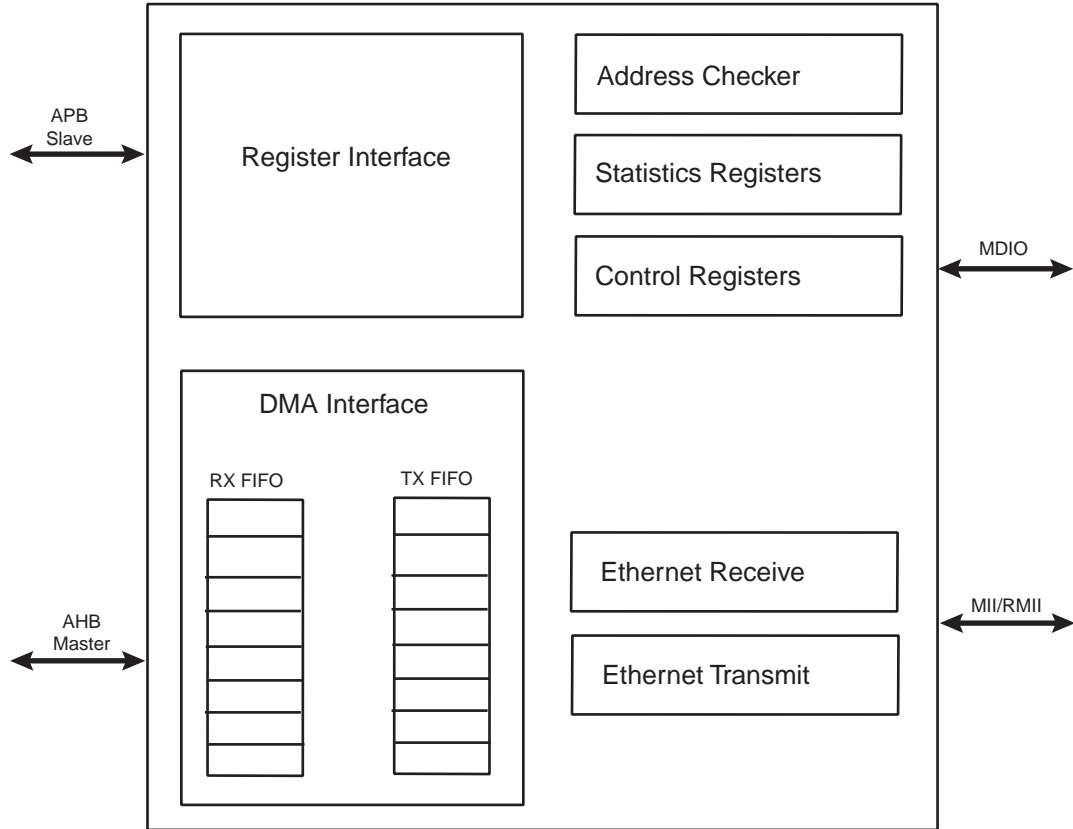 APB
Slave
Register Interface
Address Checker
Statistics Registers
Control Registers
MDIO
DMA Interface
RX FIFO
TX FIFO
AHB
Master
Ethernet Receive
Ethernet Transmit
MII/RMII